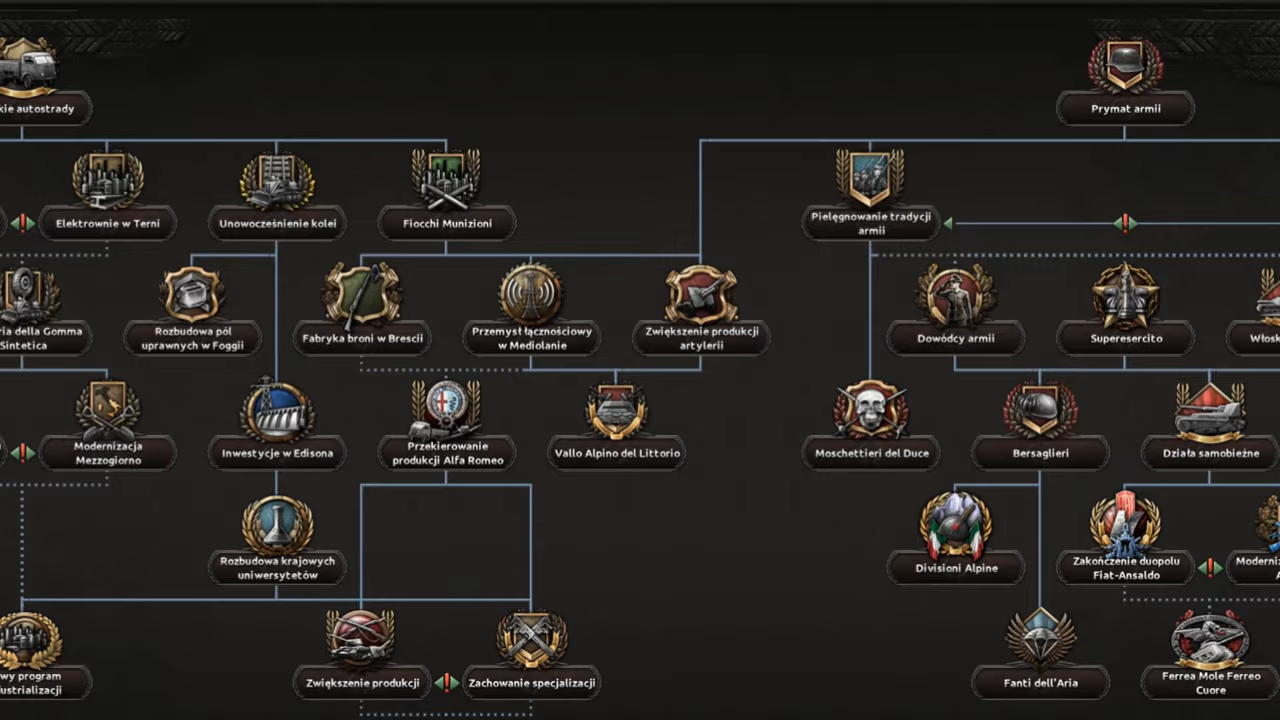 kie autostrady
Prymat armii
Elektrownie w Terni
Unowocześnienie kolei
Fiocchi Munizioni
Pielęgnowanie tradycji
armii
ria della Gomma
Sintetica
Rozbudowa pól
uprawnych w Foggii
Fabryka broni w Brescii
Przemysł łącznościowy
w Mediolanie
Zwiększenie produkcji
artylerii
Dowódcy armii
Superesercito
Włosk
Modernizacja
Mezzogiorno
Inwestycje w Edisona
Przekierowanie
produkcji Alfa Romeo
Vallo Alpino del Littorio
Moschettieri del Duce
Bersaglieri
Działa samobieżne
Rozbudowa krajowych
uniwersytetów
Divisioni Alpine
Zakończenie duopolu
Fiat-Ansaldo
Moderniz
A
wy program
dustrializacji
Zwiększenie produkcji
Zachowanie specjalizacji
Fanti dell'Aria
Ferrea Mole Ferreo
Cuore